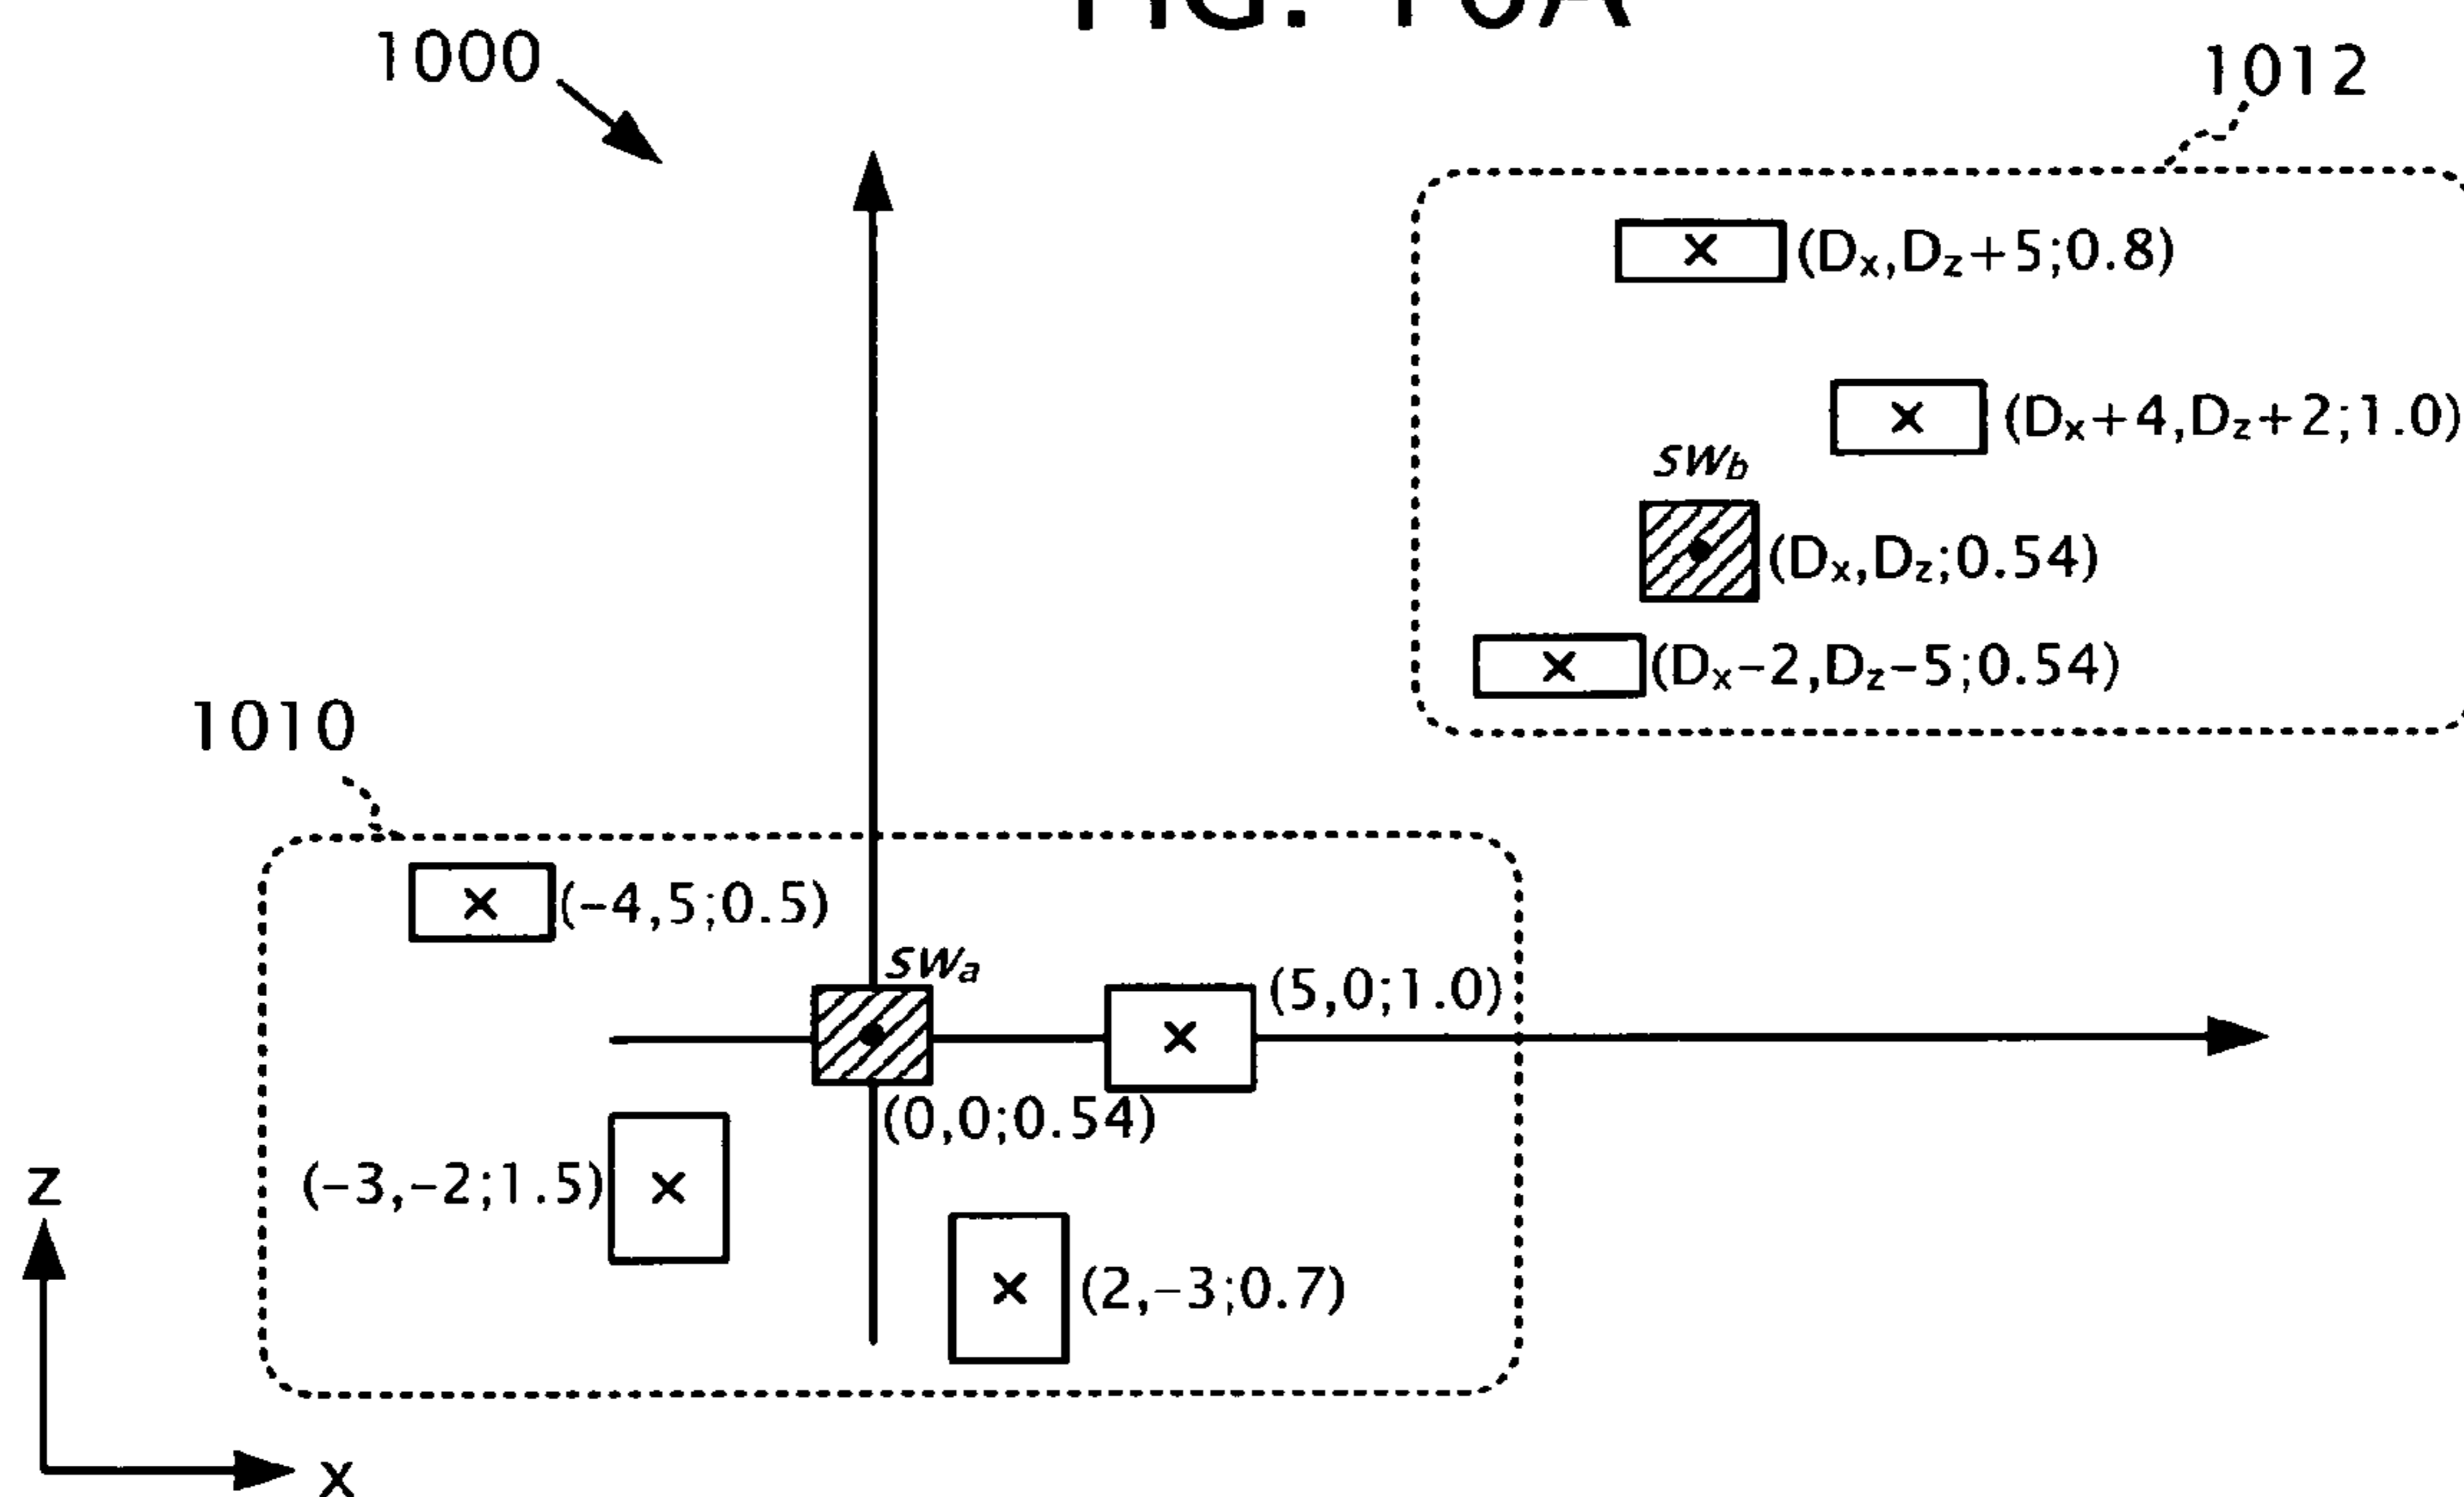 FIG. 10A
1000
1012
(Dx,Dz+5;0.8)
(Dx+4,Dz+2;1.0)
SWb
(Dx,Dz;0.54)
(Dx-2,Dz-5;0.54)
1010
(-4,5;0.5)
SWa
(5,0;1.0)
(0,0;0.54)
(-3,-2;1.5)
(2,-3;0.7)
z
x